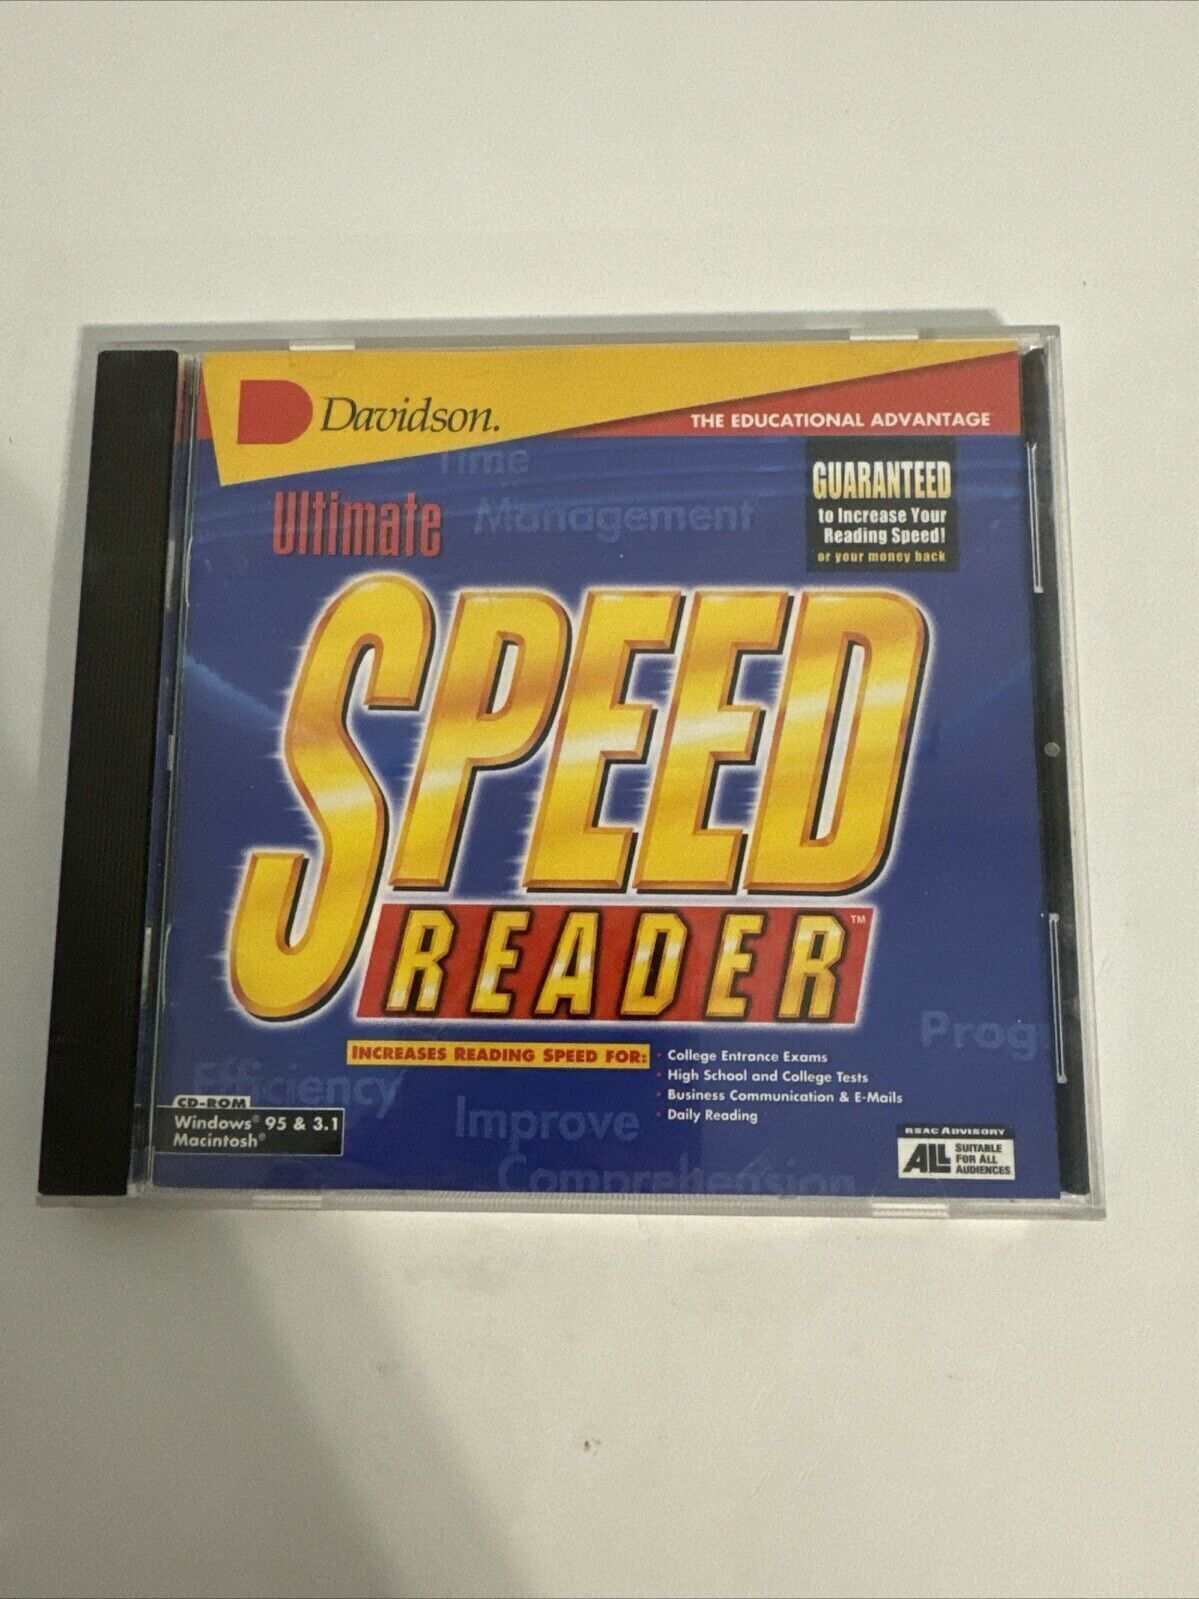 Davidson.
THE EDUCATIONAL ADVANTAGE
GUARANTEED
to Increase Your
Reading Speed!
or your money back
Time
Management
Ultimate
SPEED
READER™
INCREASES READING SPEED FOR:
• College Entrance Exams
• High School and College Tests
• Business Communication & E-Mails
• Daily Reading
Efficiency
Improve
Comprehension
CD-ROM
Windows® 95 & 3.1
Macintosh®
RSAC ADVISORY
ALL
SUITABLE
FOR ALL
AUDIENCES